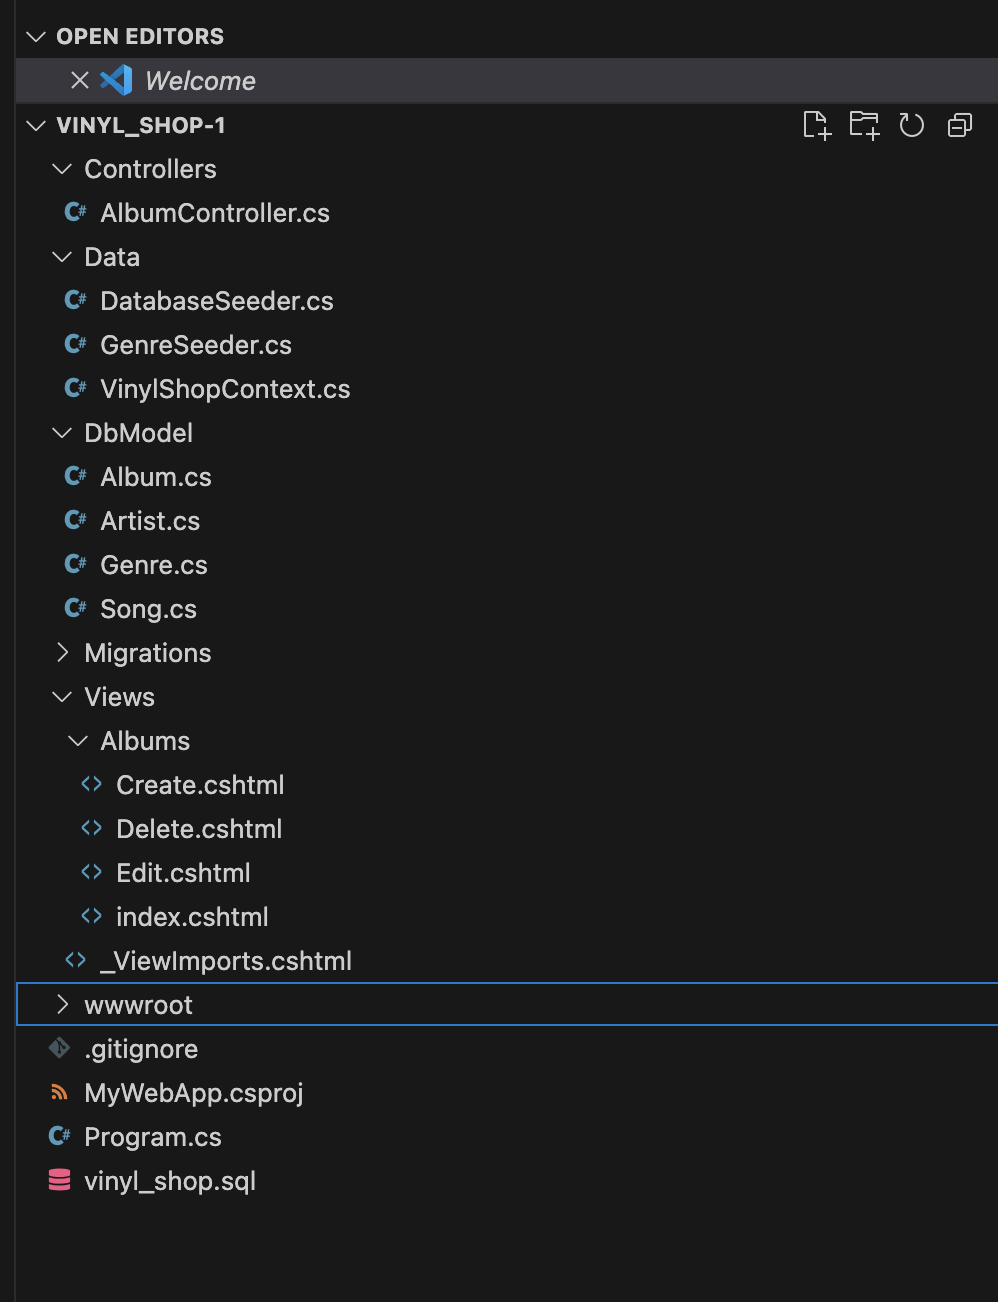 OPEN EDITORS
Welcome
VINYL_SHOP-1
Controllers
C# AlbumController.cs
Data
C# DatabaseSeeder.cs
C# GenreSeeder.cs
C# VinylShopContext.cs
DbModel
C# Album.cs
C# Artist.cs
C# Genre.cs
C# Song.cs
Migrations
Views
Albums
<> Create.cshtml
<> Delete.cshtml
<> Edit.cshtml
<> index.cshtml
<> _ViewImports.cshtml
wwwroot
.gitignore
MyWebApp.csproj
C# Program.cs
vinyl_shop.sql